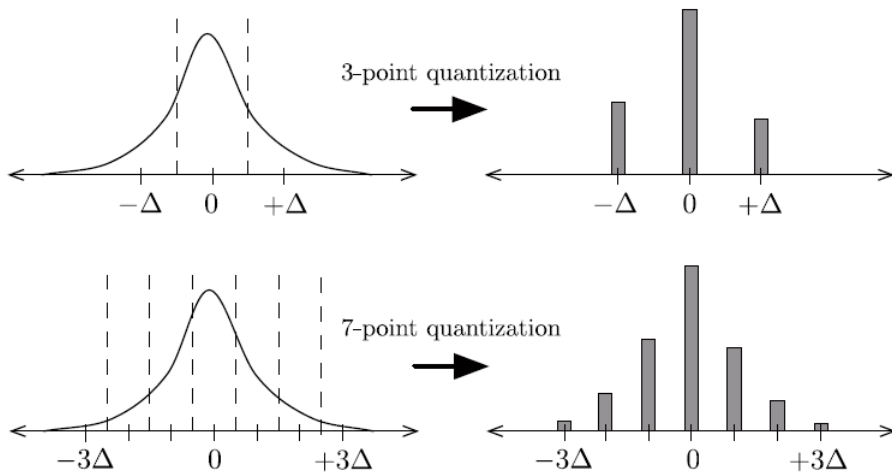 3-point quantization
−Δ 0 +Δ −Δ 0 +Δ
7-point quantization
−3Δ 0 +3Δ −3Δ 0 +3Δ